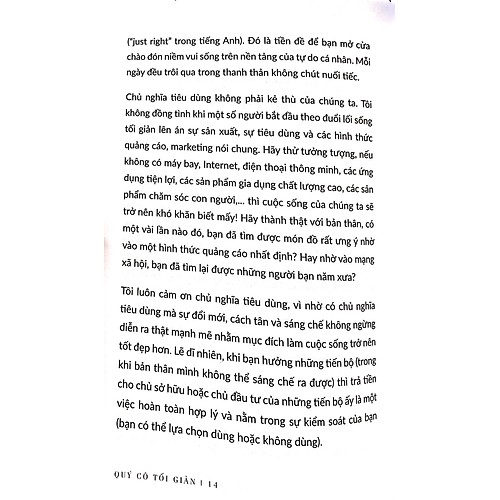 ("just right" trong tiếng Anh). Đó là tiền đề để bạn mở cửa
chào đón niềm vui sống trên nền tảng của tự do cá nhân. Mỗi
ngày đều trôi qua trong thanh thản không chút nuối tiếc.
Chủ nghĩa tiêu dùng không phải kẻ thù của chúng ta. Tôi
không đồng tình khi một số người bắt đầu theo đuổi lối sống
tối giản lên án sự sản xuất, sự tiêu dùng và các hình thức
quảng cáo, marketing nói chung. Hãy thử tưởng tượng, nếu
không có máy bay, Internet, điện thoại thông minh, các ứng
dụng tiện lợi, các sản phẩm gia dụng chất lượng cao, các sản
phẩm chăm sóc con người,... thì cuộc sống của chúng ta sẽ
trở nên khó khăn biết mấy! Hãy thành thật với bản thân, có
một vài lần nào đó, bạn đã tìm được món đồ rất ưng ý nhờ
vào một hình thức quảng cáo nhất định? Hay nhờ vào mạng
xã hội, bạn đã tìm lại được những người bạn năm xưa?
Tôi luôn cảm ơn chủ nghĩa tiêu dùng, vì nhờ có chủ nghĩa
tiêu dùng mà sự đổi mới, cách tân và sáng chế không ngừng
diễn ra thật mạnh mẽ nhằm mục đích làm cuộc sống trở nên
tốt đẹp hơn. Lẽ dĩ nhiên, khi bạn hưởng những tiến bộ (trong
khi bản thân mình không thể sáng chế ra được) thì trả tiền
cho chủ sở hữu hoặc chủ đầu tư của những tiến bộ ấy là một
việc hoàn toàn hợp lý và nằm trong sự kiểm soát của bạn
(bạn có thể lựa chọn dùng hoặc không dùng).
QUÝ CÔ TỐI GIẢN | 14